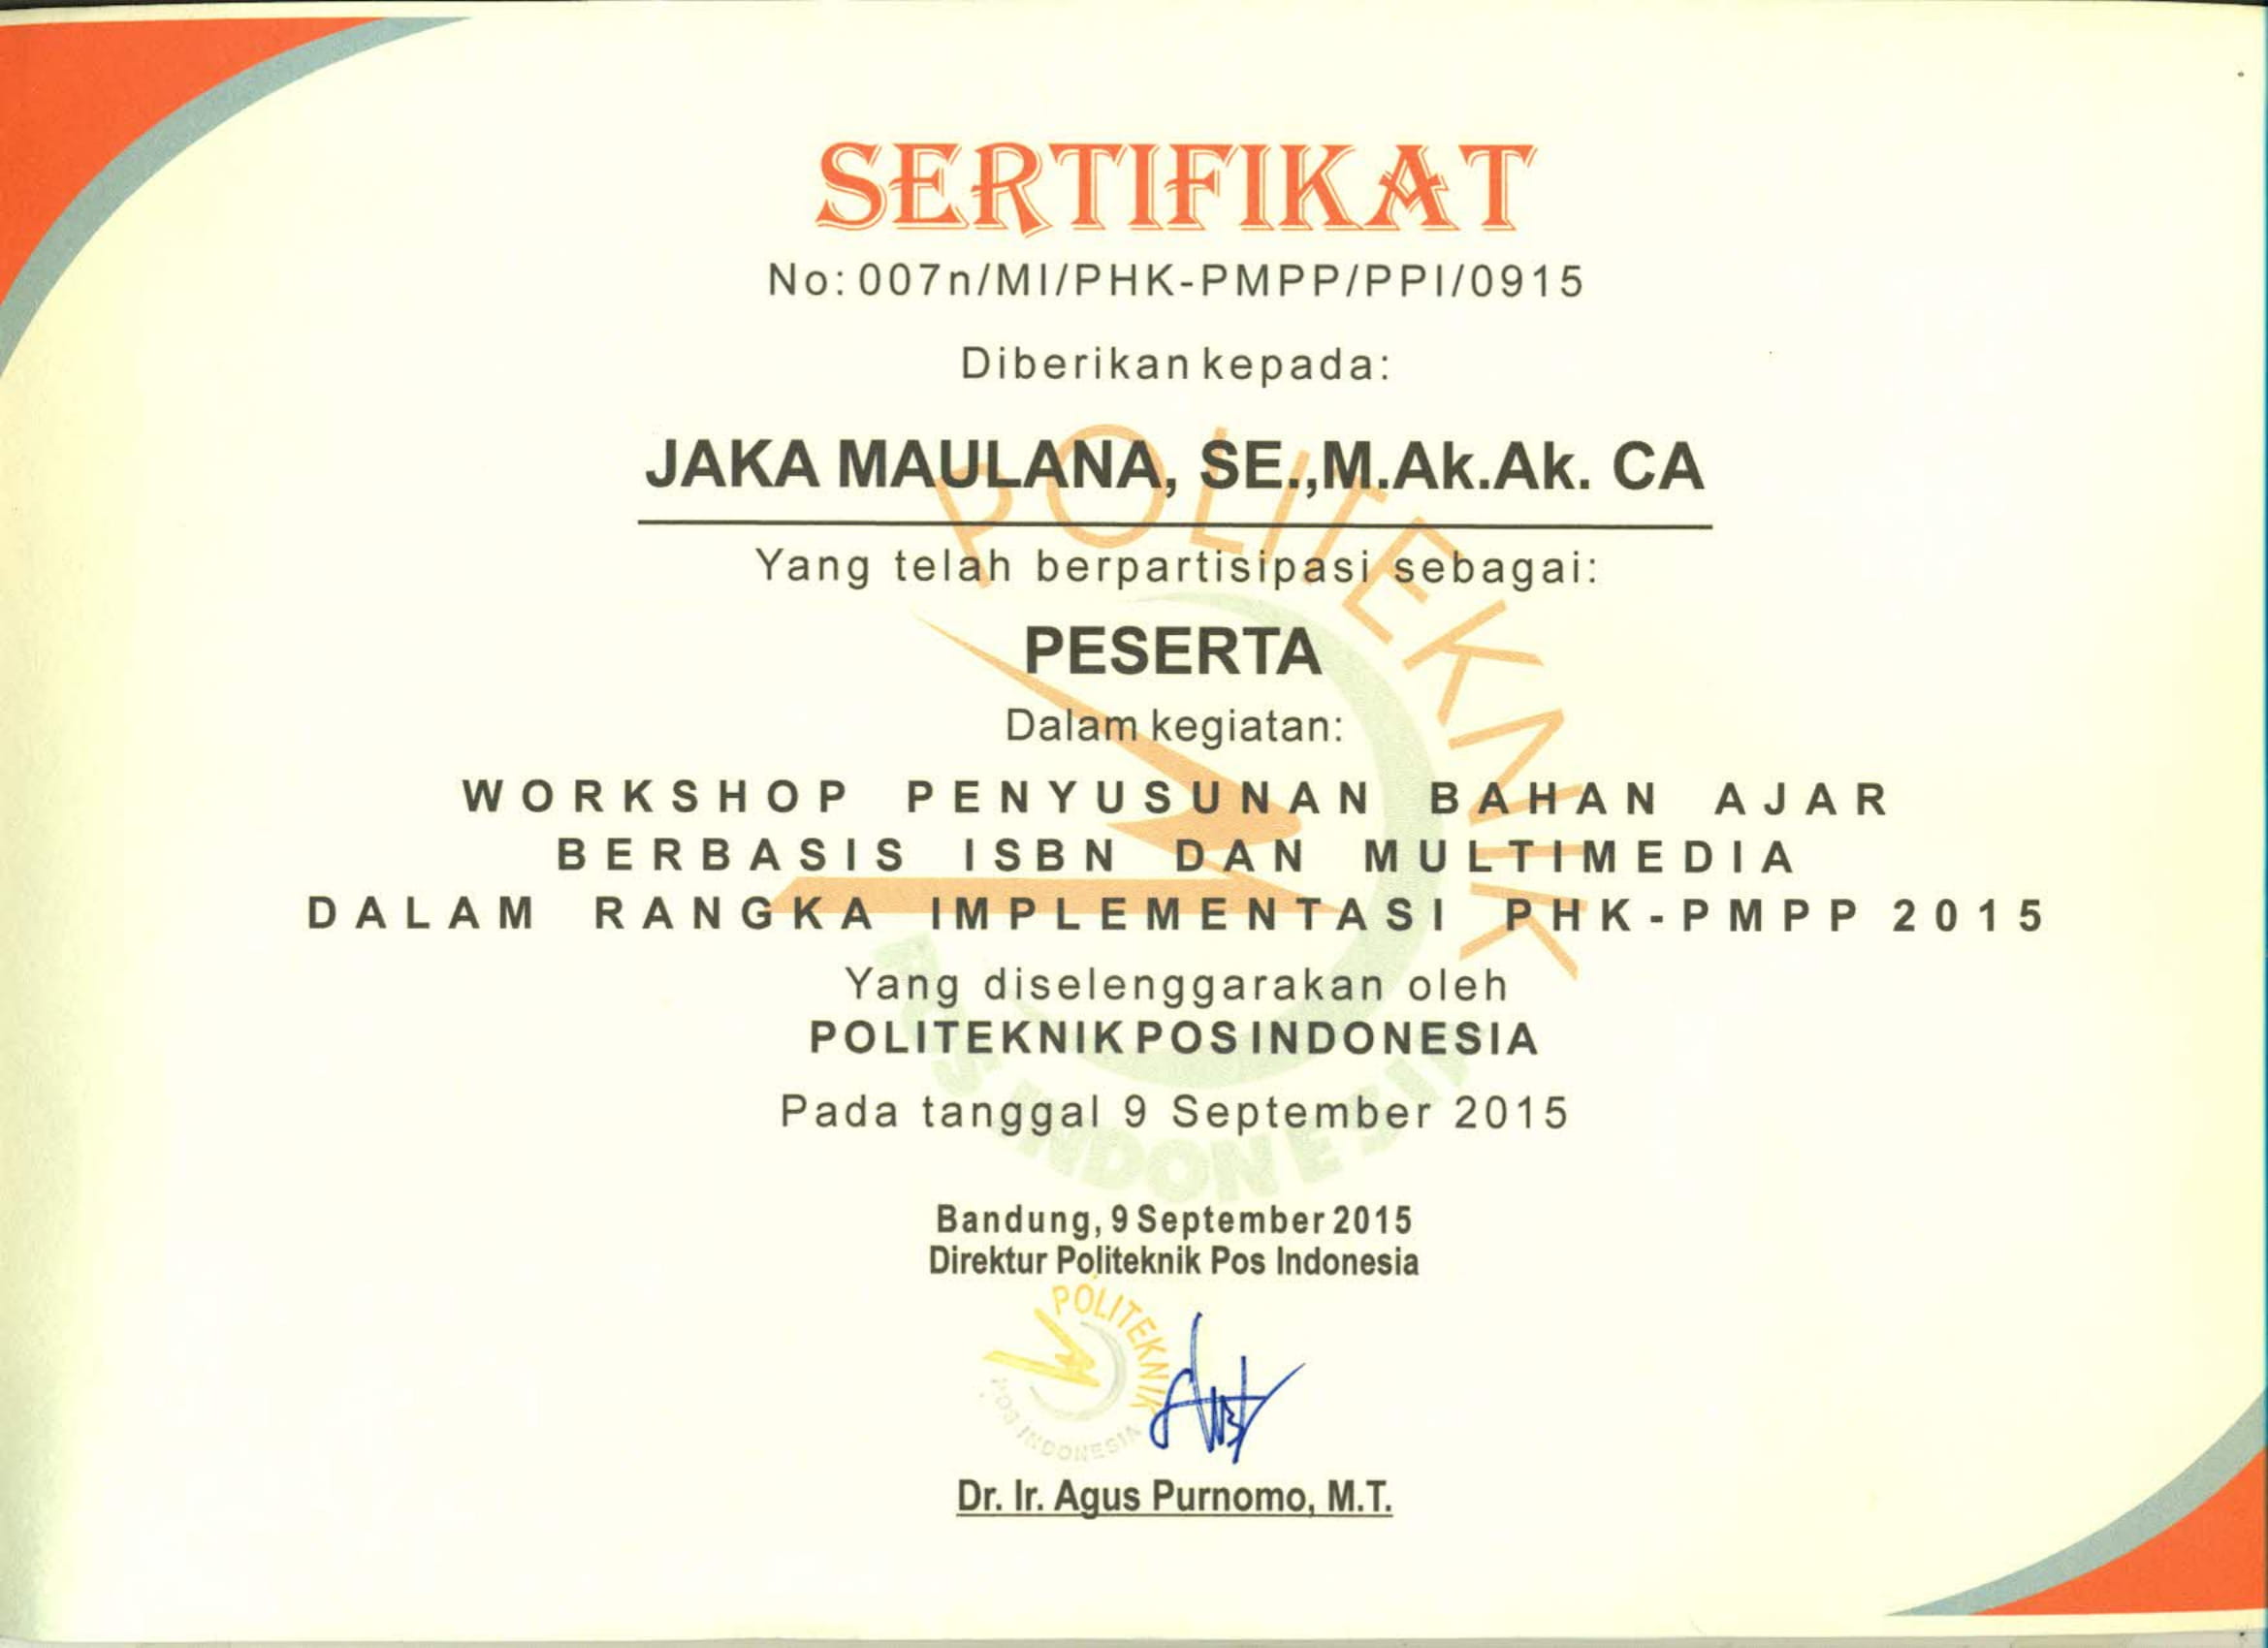 SERTIFIKAT
No: 007n/MI/PHK-PMPP/PPI/0915
Diberikan kepada:
JAKA MAULANA, SE.,M.Ak.Ak. CA
Yang telah berpartisipasi sebagai:
PESERTA
Dalam kegiatan:
WORKSHOP PENYUSUNAN BAHAN AJAR
BERBASIS ISBN DAN MULTIMEDIA
DALAM RANGKA IMPLEMENTASI PHK-PMPP 2015
Yang diselenggarakan oleh
POLITEKNIK POS INDONESIA
Pada tanggal 9 September 2015
Bandung, 9 September 2015
Direktur Politeknik Pos Indonesia
POLITEKNIK
POS INDONESIA
Dr. Ir. Agus Purnomo, M.T.
POLITEKNIK
POS INDONESIA